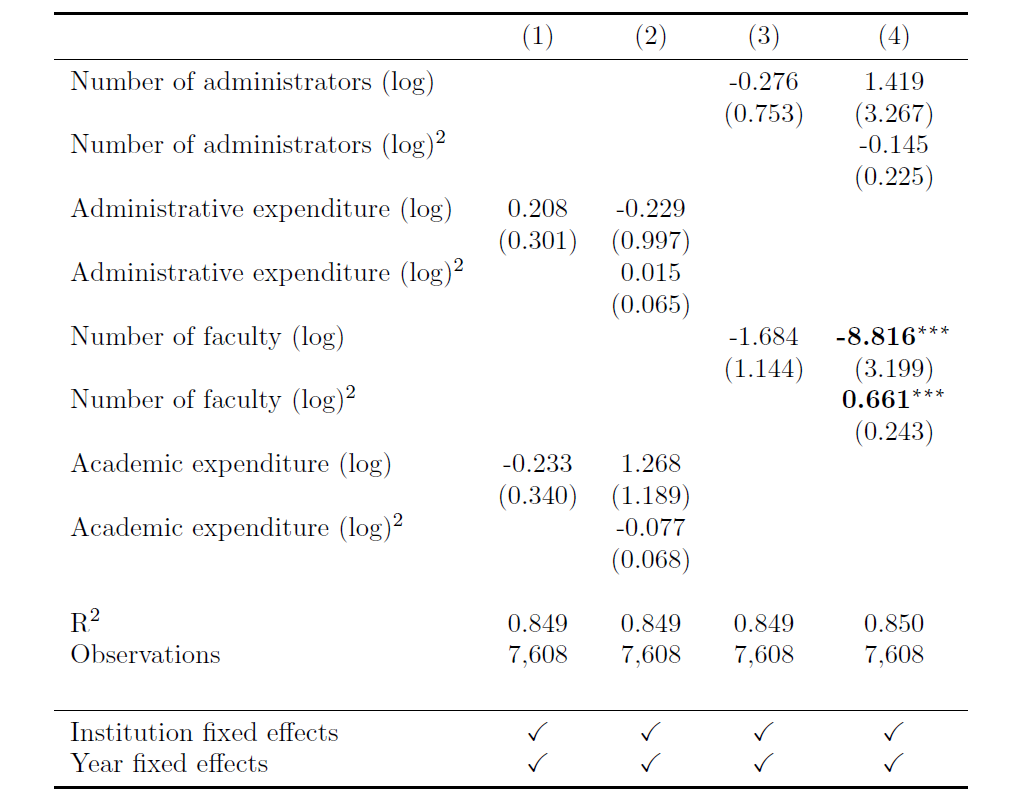 (1) (2) (3) (4)
Number of administrators (log) -0.276 1.419
(0.753) (3.267)
Number of administrators (log)² -0.145
(0.225)
Administrative expenditure (log) 0.208 -0.229
(0.301) (0.997)
Administrative expenditure (log)² 0.015
(0.065)
Number of faculty (log) -1.684 -8.816***
(1.144) (3.199)
Number of faculty (log)² 0.661***
(0.243)
Academic expenditure (log) -0.233 1.268
(0.340) (1.189)
Academic expenditure (log)² -0.077
(0.068)
R² 0.849 0.849 0.849 0.850
Observations 7,608 7,608 7,608 7,608
Institution fixed effects ✓ ✓ ✓ ✓
Year fixed effects ✓ ✓ ✓ ✓